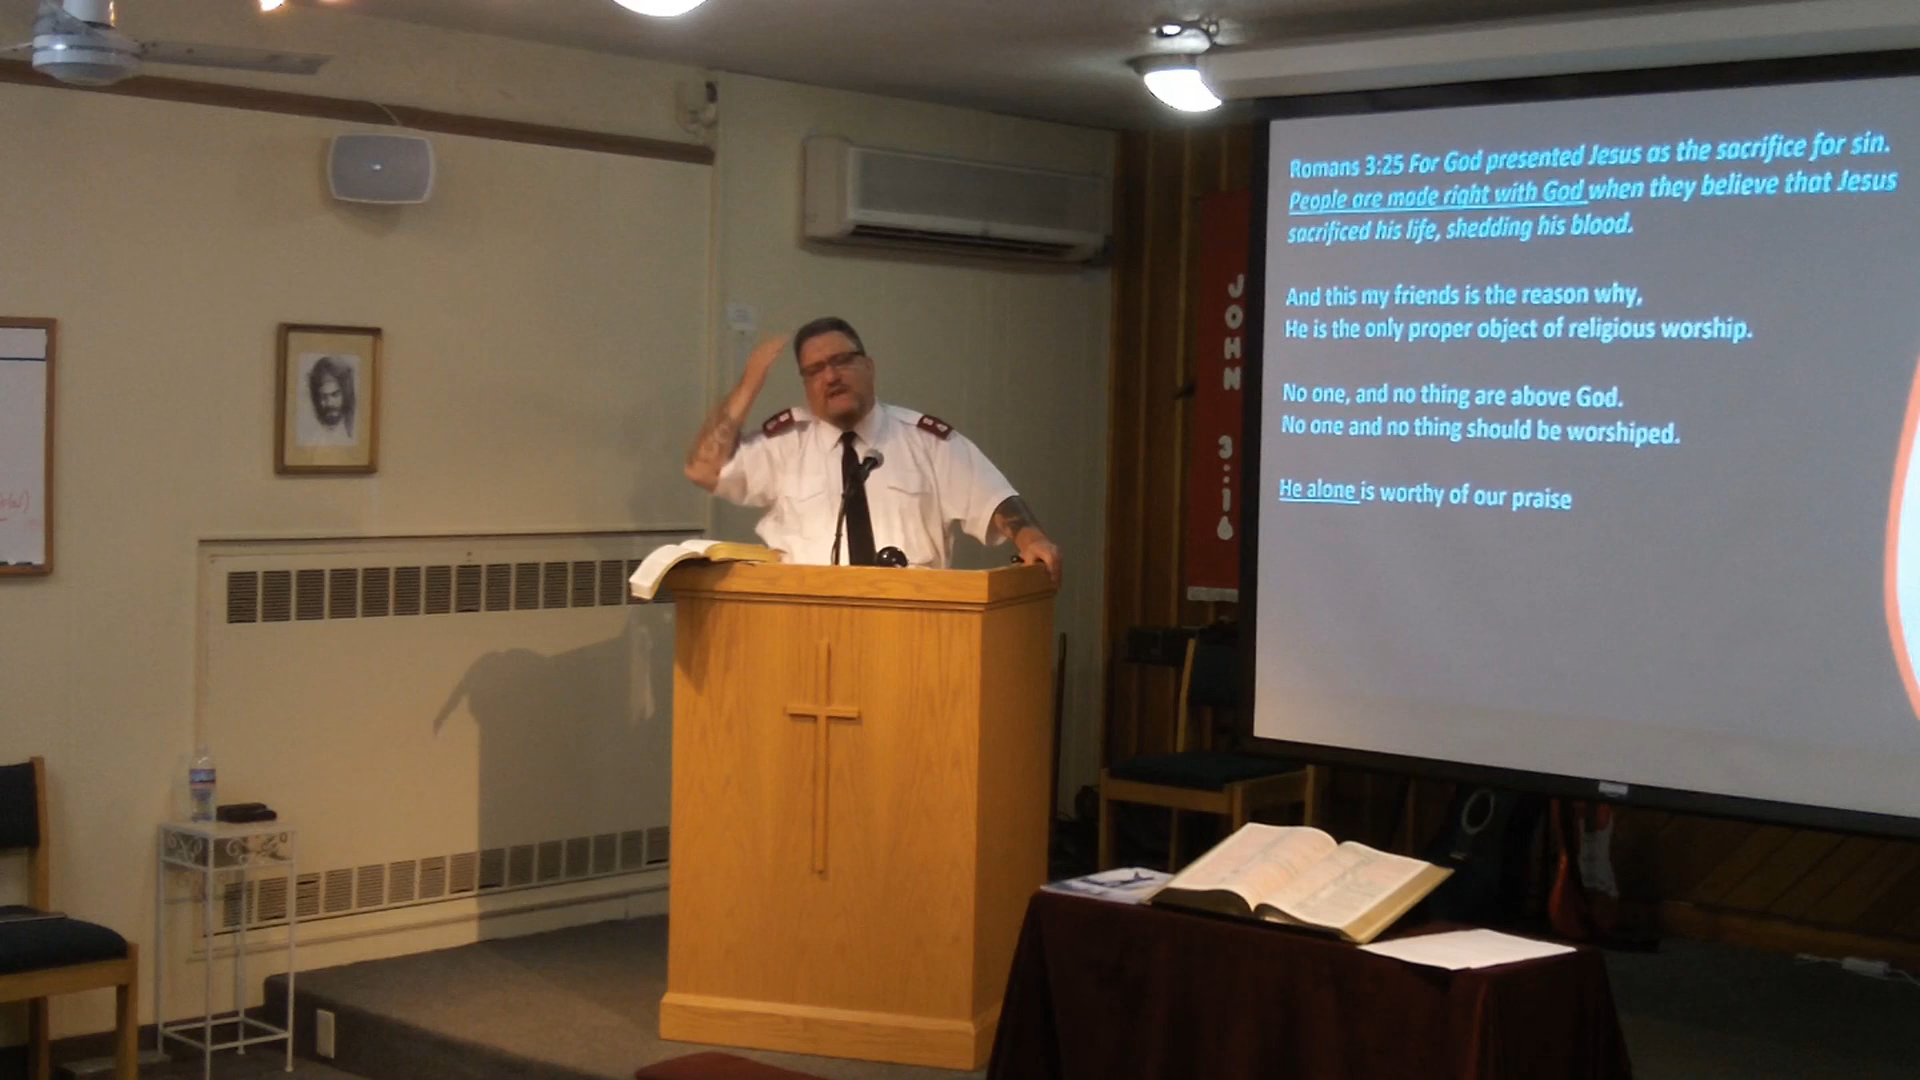 Romans 3:25 For God presented Jesus as the sacrifice for sin.
People are made right with God when they believe that Jesus
sacrificed his life, shedding his blood.
And this my friends is the reason why,
He is the only proper object of religious worship.
No one, and no thing are above God.
No one and no thing should be worshiped.
He alone is worthy of our praise
JOHN
3:16